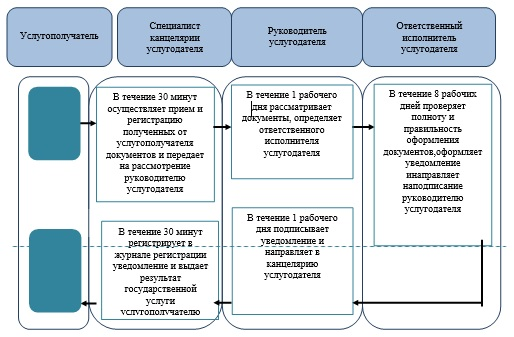 Услугополучатель
Специалист
канцелярии
услугодателя
Руководитель
услугодателя
Ответственный
исполнитель
услугодателя
В течение 30 минут
осуществляет прием и
регистрацию
полученных от
услугополучателя
документов и передает
на рассмотрение
руководителю
услугодателя
В течение 1 рабочего
дня рассматривает
документы, определяет
ответственного
исполнителя
услугодателя
В течение 8 рабочих
дней проверяет
полноту и
правильность
оформления
документов,оформляет
уведомление
инаправляет
наподписание
руководителю
услугодателя
В течение 30 минут
регистрирует в
журнале регистрации
уведомление и выдает
результат
государственной
услуги
услугополучателю
В течение 1 рабочего
дня подписывает
уведомление и
направляет в
канцелярию
услугодателя